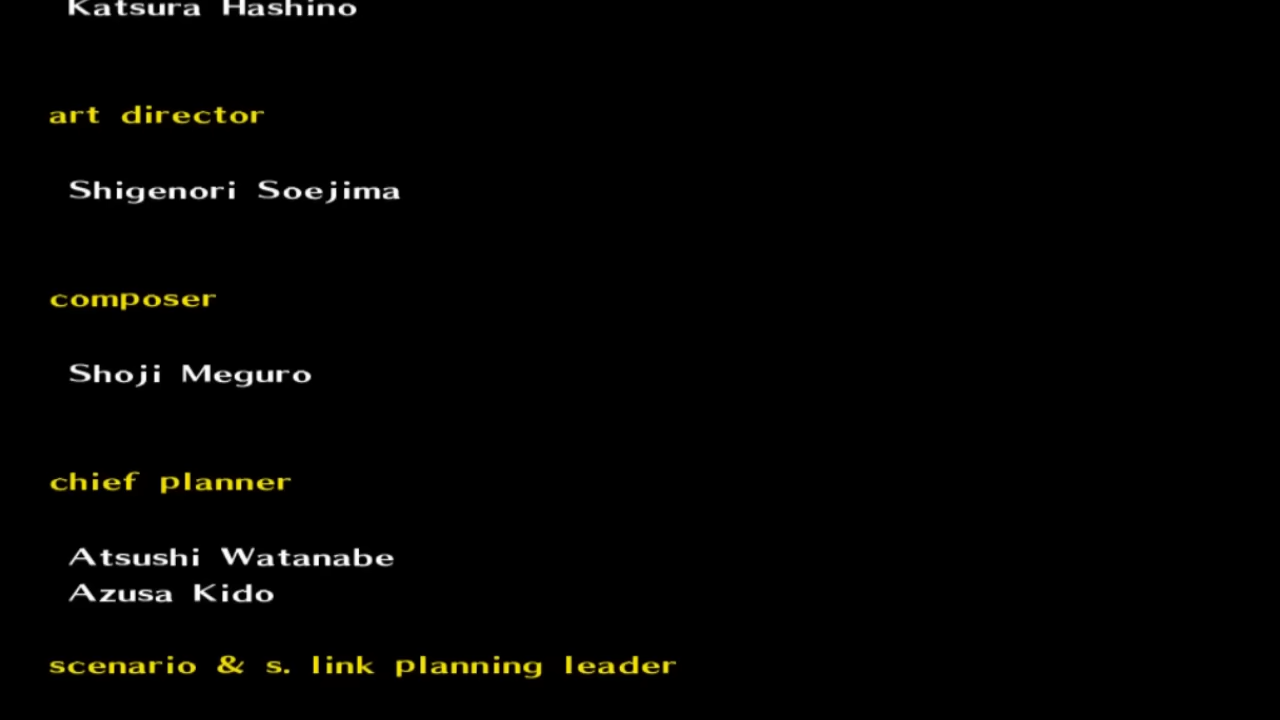 Katsura Hashino
art director
Shigenori Soejima
composer
Shoji Meguro
chief planner
Atsushi Watanabe
Azusa Kido
scenario & s. link planning leader